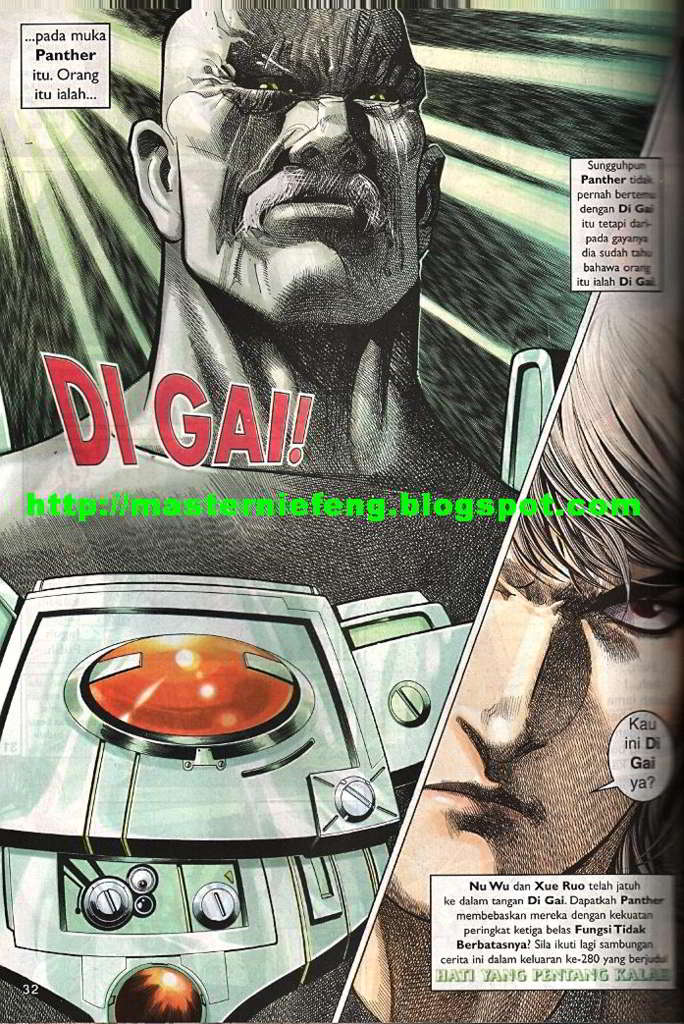 ...pada muka
Panther
itu. Orang
itu ialah...
Sungguhpun
Panther tidak
pernah bertemu
dengan Di Gai
itu tetapi dari-
pada gayanya
dia sudah tahu
bahawa orang
itu ialah Di Gai.
DI GAI!
http://masterniefeng.blogspot.com
Kau
ini Di
Gai
ya?
Nu Wu dan Xue Ruo telah jatuh
ke dalam tangan Di Gai. Dapatkah Panther
membebaskan mereka dengan kekuatan
peringkat ketiga belas Fungsi Tidak
Berbatasnya? Sila ikuti lagi sambungan
cerita ini dalam keluaran ke-280 yang berjudul
HATI YANG PENTANG KALAH
32